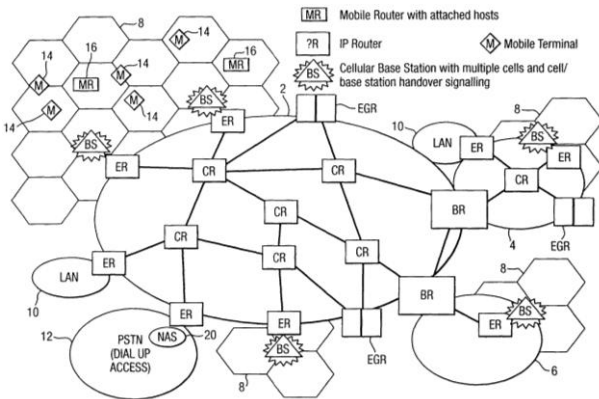 8
14
16
14
14
M
M
MR
16
MR
14
M
M
M
14
14
BS
BS
MR Mobile Router with attached hosts
?R IP Router
M Mobile Terminal
BS Cellular Base Station with multiple cells and cell/
base station handover signalling
2
EGR
ER
ER
CR
CR
CR
CR
CR
CR
8
10
LAN
ER
BS
ER
CR
BR
EGR
4
ER
LAN
10
12
PSTN
(DIAL UP
ACCESS)
NAS
20
ER
ER
BS
8
EGR
BR
8
ER
BS
6